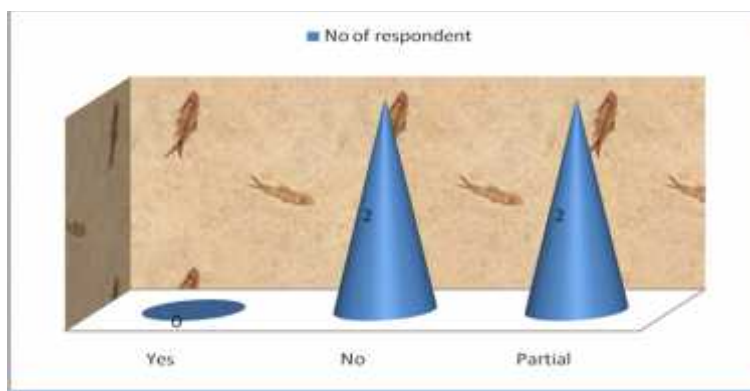 No of respondent
2 2
0
Yes No Partial